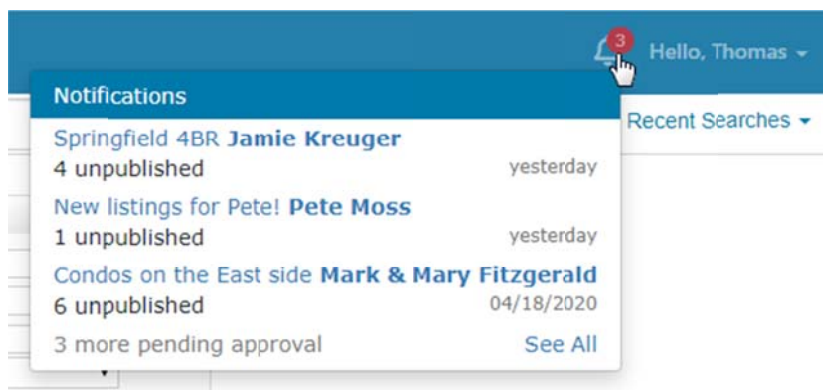 3
Hello, Thomas
Notifications
Recent Searches
Springfield 4BR Jamie Kreuger
4 unpublished yesterday
New listings for Pete! Pete Moss
1 unpublished yesterday
Condos on the East side Mark & Mary Fitzgerald
6 unpublished 04/18/2020
3 more pending approval See All